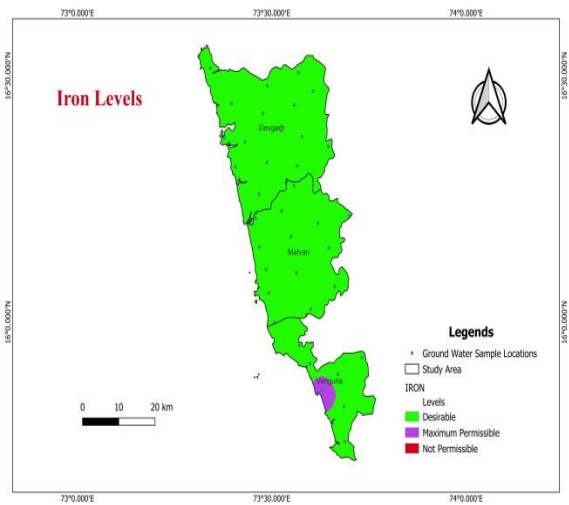 73°0.000'E 73°30.000'E 74°0.000'E
16°30.000'N 16°30.000'N
Iron Levels
Devgad
Malvan
16°0.000'N 16°0.000'N
Legends
Ground Water Sample Locations
Study Area
IRON
Levels
Desirable
Maximum Permissible
Not Permissible
Vengurla
0 10 20 km
73°0.000'E 73°30.000'E 74°0.000'E